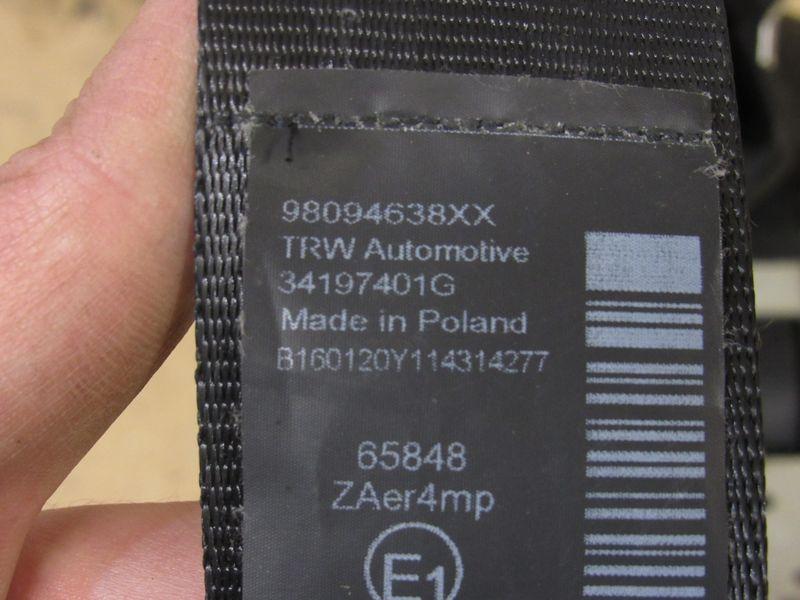 98094638XX
TRW Automotive
34197401G
Made in Poland
B160120Y114314277
65848
ZAer4mp
E1